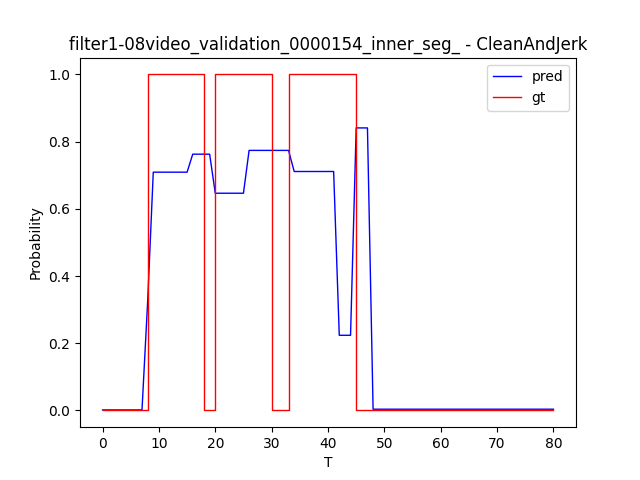 filter1-08video_validation_0000154_inner_seg_ - CleanAndJerk
pred
gt
1.0
0.8
0.6
0.4
0.2
0.0
Probability
0 10 20 30 40 50 60 70 80
T